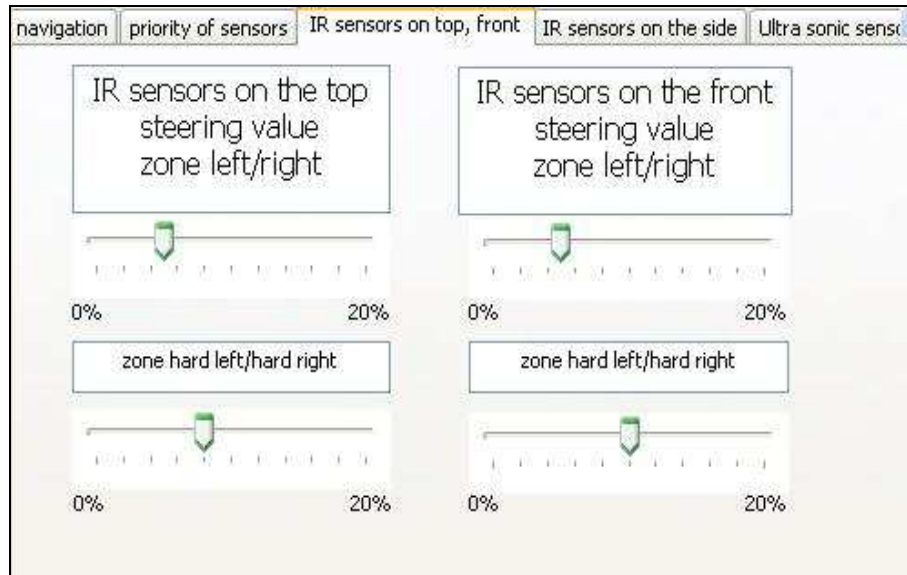 navigation priority of sensors IR sensors on top, front IR sensors on the side Ultra sonic
IR sensors on the top
steering value
zone left/right
IR sensors on the front
steering value
zone left/right
0% 20%
0% 20%
zone hard left/hard right
zone hard left/hard right
0% 20%
0% 20%